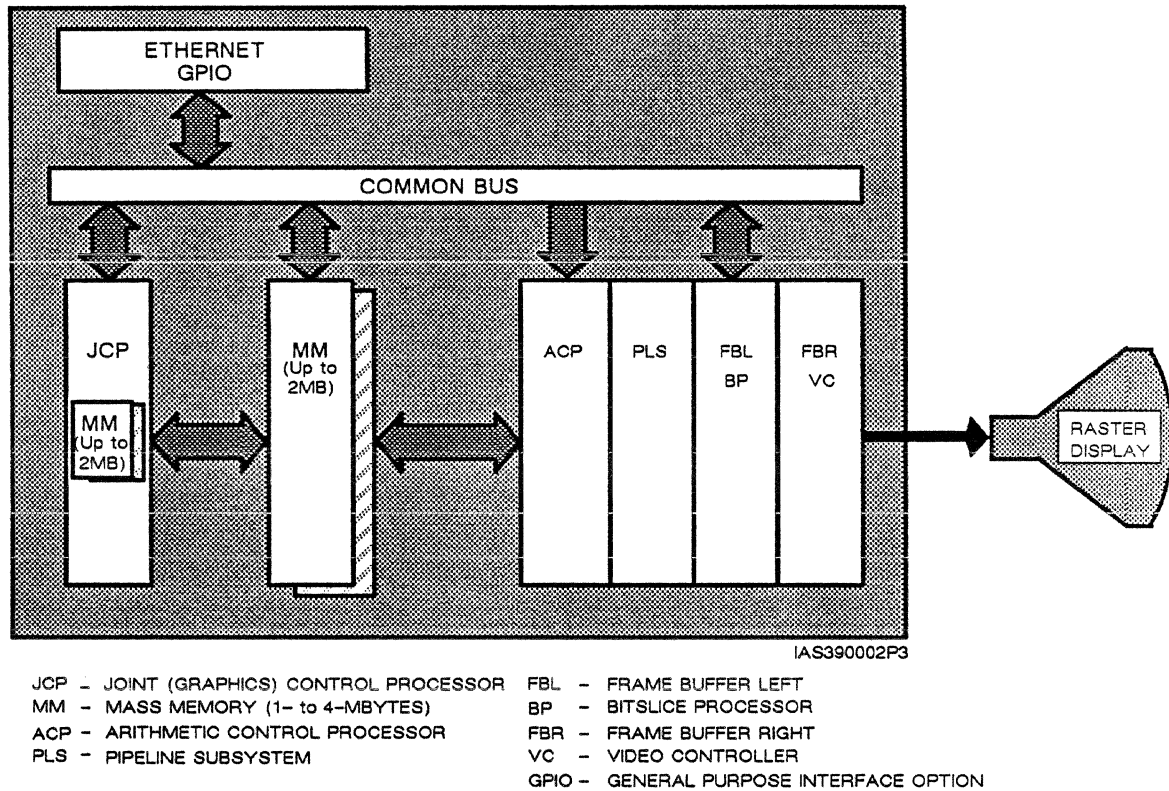 ETHERNET
GPIO
COMMON BUS
JCP
MM
(Up to
2MB)
MM
(Up to
2MB)
ACP
PLS
FBL
BP
FBR
VC
RASTER
DISPLAY
IAS390002P3
JCP – JOINT (GRAPHICS) CONTROL PROCESSOR
MM – MASS MEMORY (1– to 4–MBYTES)
ACP – ARITHMETIC CONTROL PROCESSOR
PLS – PIPELINE SUBSYSTEM
FBL – FRAME BUFFER LEFT
BP – BITSLICE PROCESSOR
FBR – FRAME BUFFER RIGHT
VC – VIDEO CONTROLLER
GPIO – GENERAL PURPOSE INTERFACE OPTION